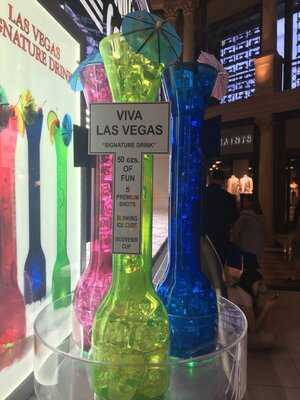 LAS VEGAS
SIGNATURE DRINK
VIVA
LAS VEGAS
"SIGNATURE DRINK"
50 OZS.
OF
FUN
5
PREMIUM
SHOTS
BLINKING
ICE CUBE
SOUVENIR
CUP